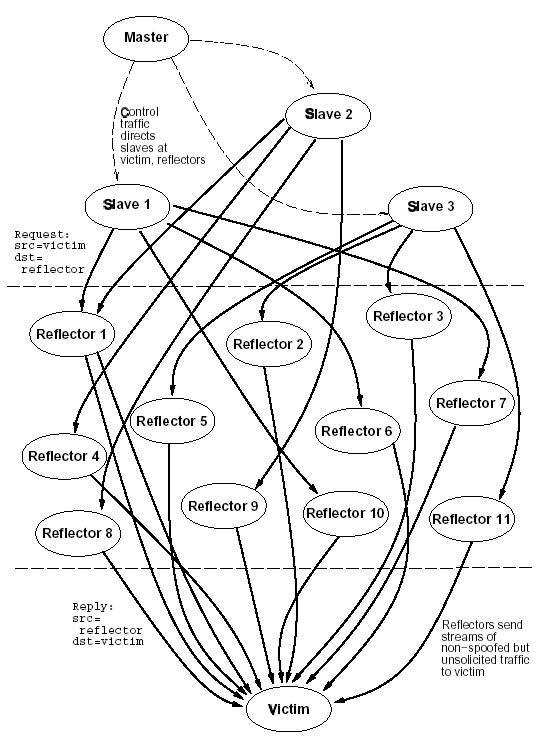 Master
Control
traffic
directs
slaves at
victim, reflectors
Slave 2
Slave 1
Slave 3
Request:
src=victim
dst=
reflector
Reflector 1
Reflector 2
Reflector 3
Reflector 5
Reflector 6
Reflector 7
Reflector 4
Reflector 9
Reflector 10
Reflector 8
Reflector 11
Reply:
src=
reflector
dst=victim
Reflectors send
streams of
non-spoofed but
unsolicited traffic
to victim
Victim